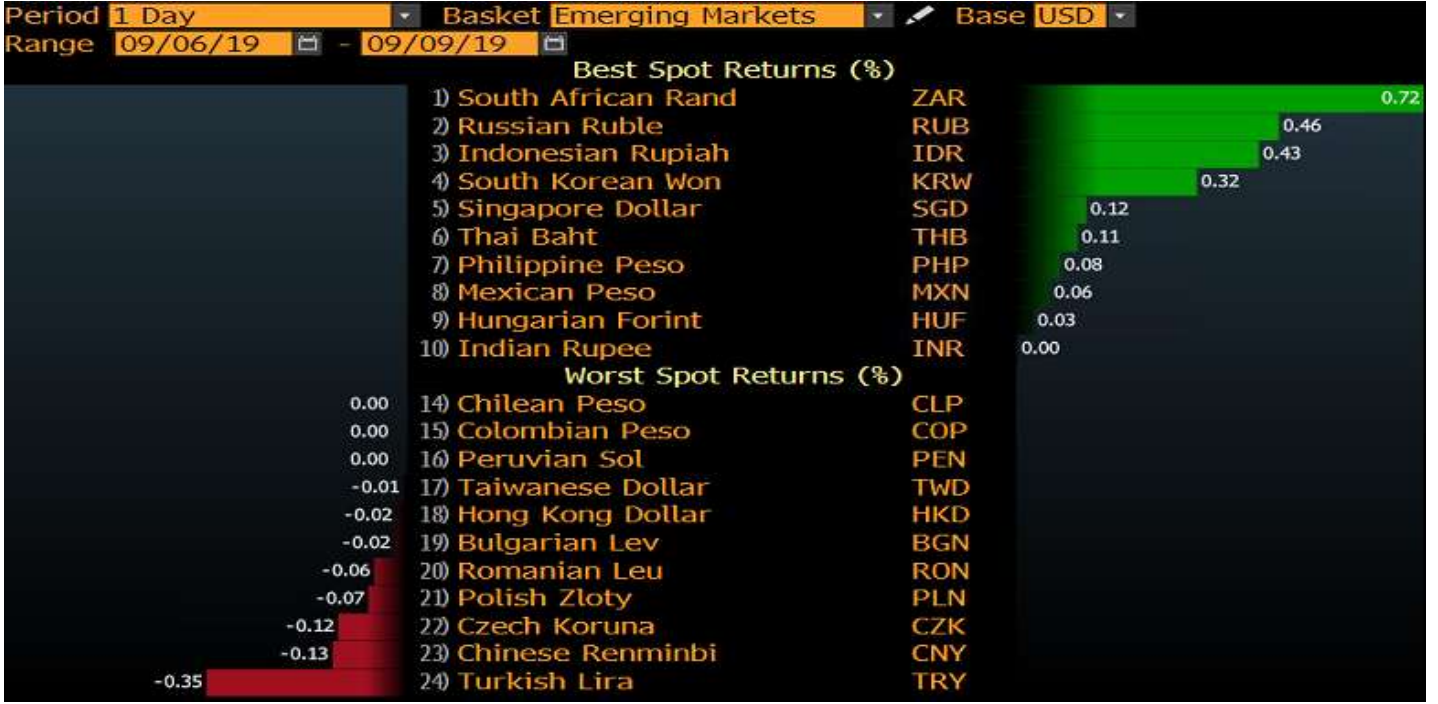 Period 1 Day Basket Emerging Markets Base USD
Range 09/06/19 - 09/09/19
Best Spot Returns (%)
1) South African Rand ZAR 0.72
2) Russian Ruble RUB 0.46
3) Indonesian Rupiah IDR 0.43
4) South Korean Won KRW 0.32
5) Singapore Dollar SGD 0.12
6) Thai Baht THB 0.11
7) Philippine Peso PHP 0.08
8) Mexican Peso MXN 0.06
9) Hungarian Forint HUF 0.03
10) Indian Rupee INR 0.00
Worst Spot Returns (%)
0.00 14) Chilean Peso CLP
0.00 15) Colombian Peso COP
0.00 16) Peruvian Sol PEN
-0.01 17) Taiwanese Dollar TWD
-0.02 18) Hong Kong Dollar HKD
-0.02 19) Bulgarian Lev BGN
-0.06 20) Romanian Leu RON
-0.07 21) Polish Zloty PLN
-0.12 22) Czech Koruna CZK
-0.13 23) Chinese Renminbi CNY
-0.35 24) Turkish Lira TRY